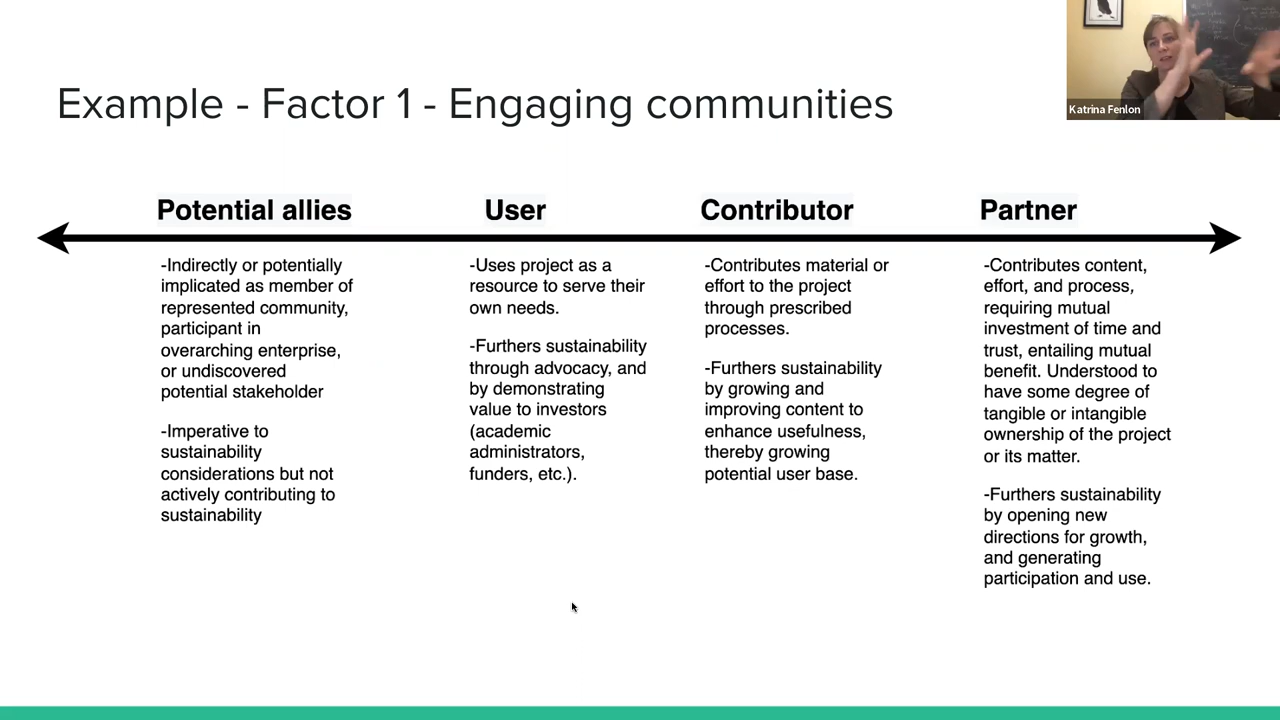 Example - Factor 1 - Engaging communities
Katrina Fenlon
Potential allies
-Indirectly or potentially
implicated as member of
represented community,
participant in
overarching enterprise,
or undiscovered
potential stakeholder
-Imperative to
sustainability
considerations but not
actively contributing to
sustainability
User
-Uses project as a
resource to serve their
own needs.
-Furthers sustainability
through advocacy, and
by demonstrating
value to investors
(academic
administrators,
funders, etc.).
Contributor
-Contributes material or
effort to the project
through prescribed
processes.
-Furthers sustainability
by growing and
improving content to
enhance usefulness,
thereby growing
potential user base.
Partner
-Contributes content,
effort, and process,
requiring mutual
investment of time and
trust, entailing mutual
benefit. Understood to
have some degree of
tangible or intangible
ownership of the project
or its matter.
-Furthers sustainability
by opening new
directions for growth,
and generating
participation and use.